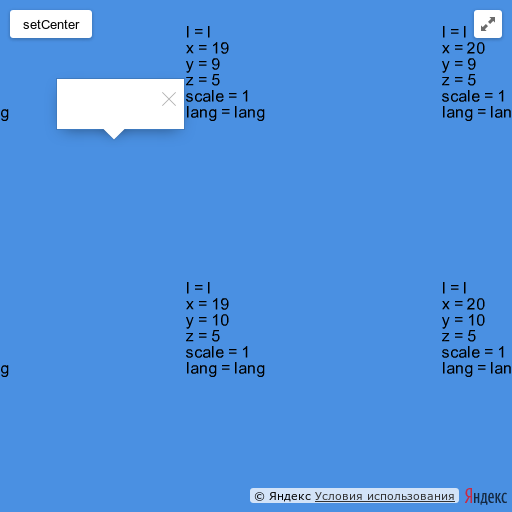 setCenter
l = l
x = 19
y = 9
z = 5
scale = 1
lang = lang
l = l
x = 20
y = 9
z = 5
scale = 1
lang = lan
g
l = l
x = 19
y = 10
z = 5
scale = 1
lang = lang
l = l
x = 20
y = 10
z = 5
scale = 1
lang = lan
g
© Яндекс Условия использования
Яндекс